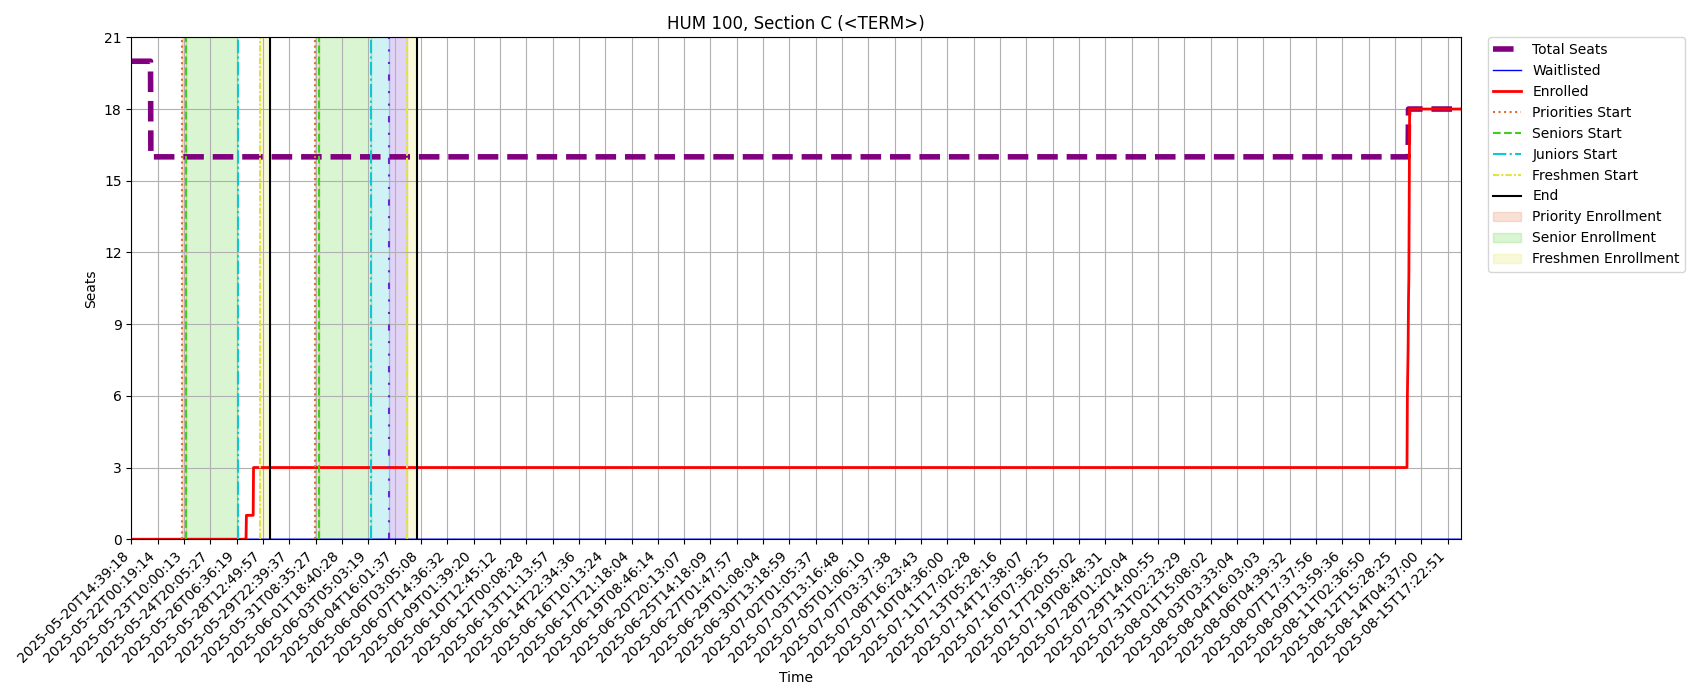 HUM 100, Section C (<TERM>)
21
18
15
12
9
6
3
0
Seats
2025-05-20T14:39:18
2025-05-22T00:19:14
2025-05-23T10:00:13
2025-05-24T20:05:27
2025-05-26T06:36:19
2025-05-28T12:49:57
2025-05-29T22:39:37
2025-05-31T08:35:27
2025-06-01T18:40:28
2025-06-03T05:03:19
2025-06-04T16:01:37
2025-06-06T03:05:08
2025-06-07T14:36:32
2025-06-09T01:39:20
2025-06-10T12:45:12
2025-06-12T00:08:28
2025-06-13T11:13:57
2025-06-14T22:34:36
2025-06-16T10:13:24
2025-06-17T21:18:04
2025-06-19T08:46:14
2025-06-20T20:13:07
2025-06-25T14:18:09
2025-06-27T01:47:57
2025-06-29T01:08:04
2025-06-30T13:18:59
2025-07-02T01:05:37
2025-07-03T13:16:48
2025-07-05T01:06:10
2025-07-07T03:37:38
2025-07-08T16:23:43
2025-07-10T04:36:00
2025-07-11T17:02:28
2025-07-13T05:28:16
2025-07-14T17:38:07
2025-07-16T07:36:25
2025-07-17T20:05:02
2025-07-19T08:48:31
2025-07-28T01:20:04
2025-07-29T14:00:55
2025-07-31T02:23:29
2025-08-01T15:08:02
2025-08-03T03:33:04
2025-08-04T16:03:03
2025-08-06T04:39:32
2025-08-07T17:37:56
2025-08-09T13:59:36
2025-08-11T02:36:50
2025-08-12T15:28:25
2025-08-14T04:37:00
2025-08-15T17:22:51
Time
Total Seats
Waitlisted
Enrolled
Priorities Start
Seniors Start
Juniors Start
Freshmen Start
End
Priority Enrollment
Senior Enrollment
Freshmen Enrollment